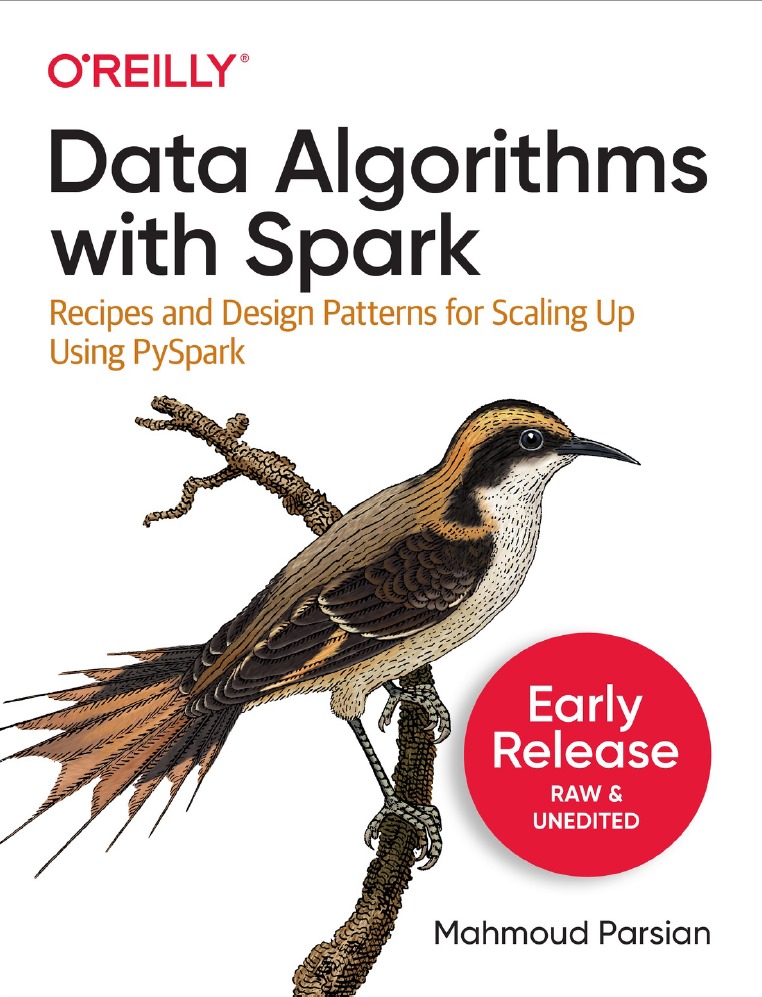 O'REILLY®
Data Algorithms
with Spark
Recipes and Design Patterns for Scaling Up
Using PySpark
Early
Release
RAW &
UNEDITED
Mahmoud Parsian